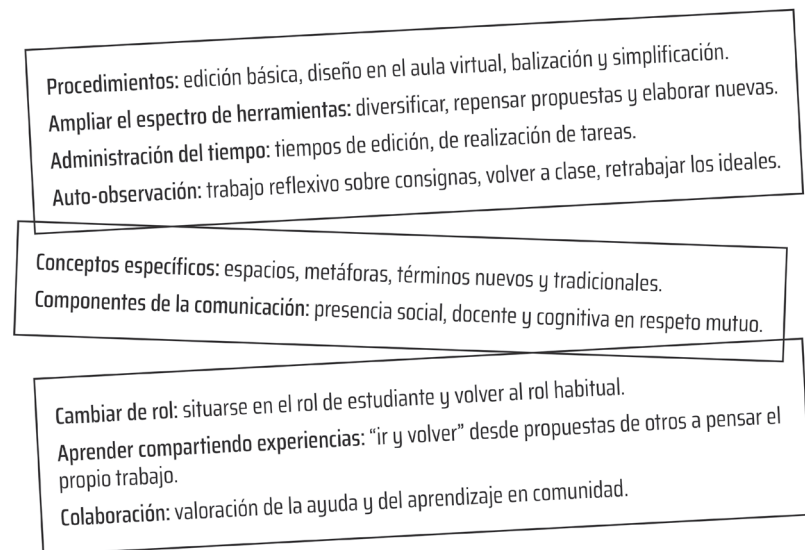 Procedimientos: edición básica, diseño en el aula virtual, balización y simplificación.
Ampliar el espectro de herramientas: diversificar, repensar propuestas y elaborar nuevas.
Administración del tiempo: tiempos de edición, de realización de tareas.
Auto-observación: trabajo reflexivo sobre consignas, volver a clase, retrabajar los ideales.
Conceptos específicos: espacios, metáforas, términos nuevos y tradicionales.
Componentes de la comunicación: presencia social, docente y cognitiva en respeto mutuo.
Cambiar de rol: situarse en el rol de estudiante y volver al rol habitual.
Aprender compartiendo experiencias: “ir y volver” desde propuestas de otros a pensar el
propio trabajo.
Colaboración: valoración de la ayuda y del aprendizaje en comunidad.